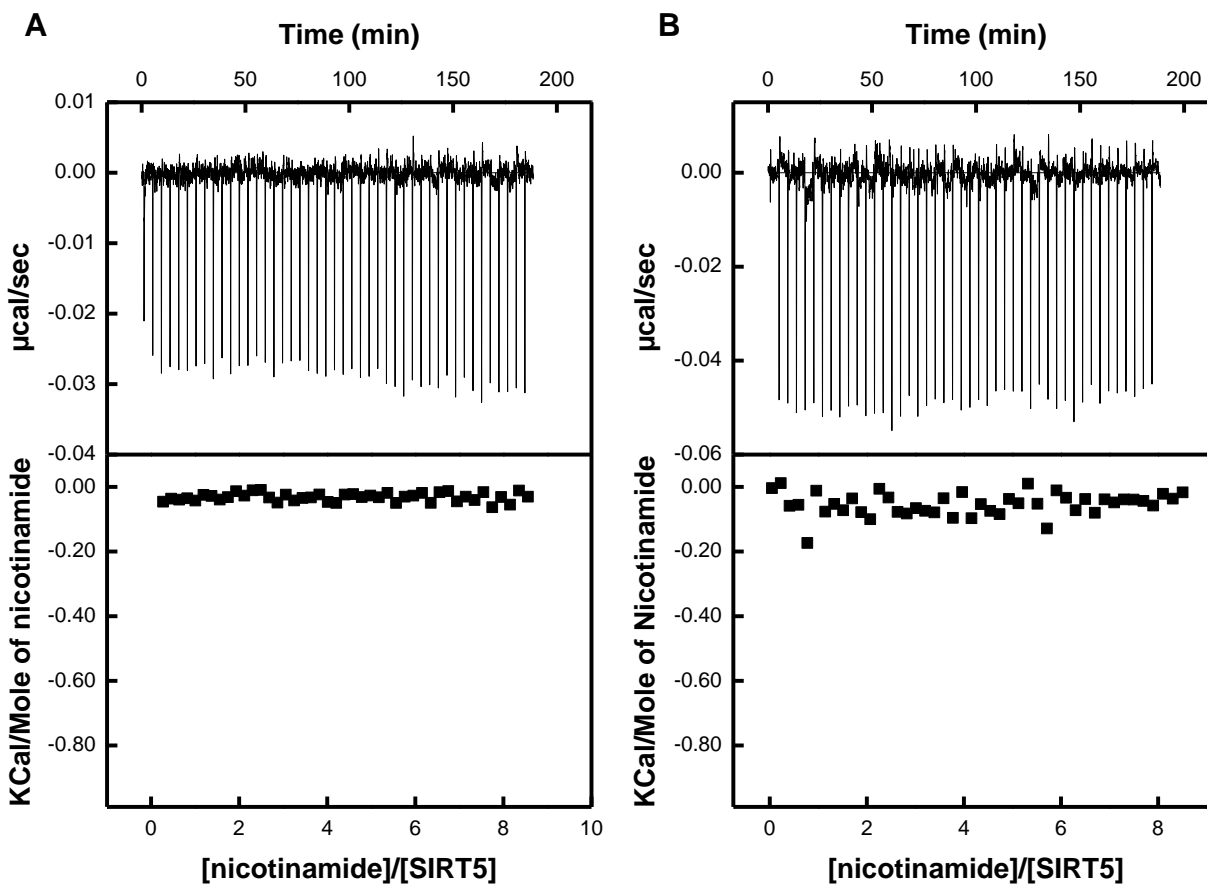 A
Time (min)
0 50 100 150 200
0.01
0.00
-0.01
-0.02
-0.03
-0.04
µcal/sec
0.00
-0.20
-0.40
-0.60
-0.80
KCal/Mole of nicotinamide
0 2 4 6 8 10
[nicotinamide]/[SIRT5]
B
Time (min)
0 50 100 150 200
0.00
-0.02
-0.04
-0.06
µcal/sec
0.00
-0.20
-0.40
-0.60
-0.80
KCal/Mole of Nicotinamide
0 2 4 6 8
[nicotinamide]/[SIRT5]